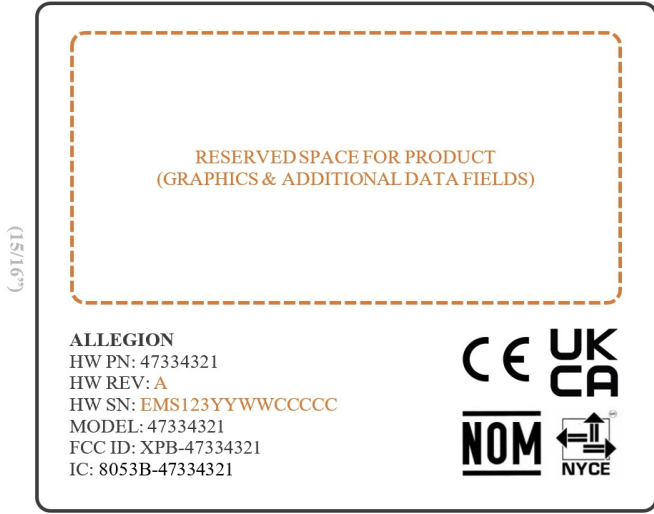 RESERVED SPACE FOR PRODUCT
(GRAPHICS & ADDITIONAL DATA FIELDS)
(15/16")
ALLEGION
HW PN: 47334321
HW REV: A
HW SN: EMS123YYWWCCCCC
MODEL: 47334321
FCC ID: XPB-47334321
IC: 8053B-47334321
CE
UK
CA
NOM
NYCE